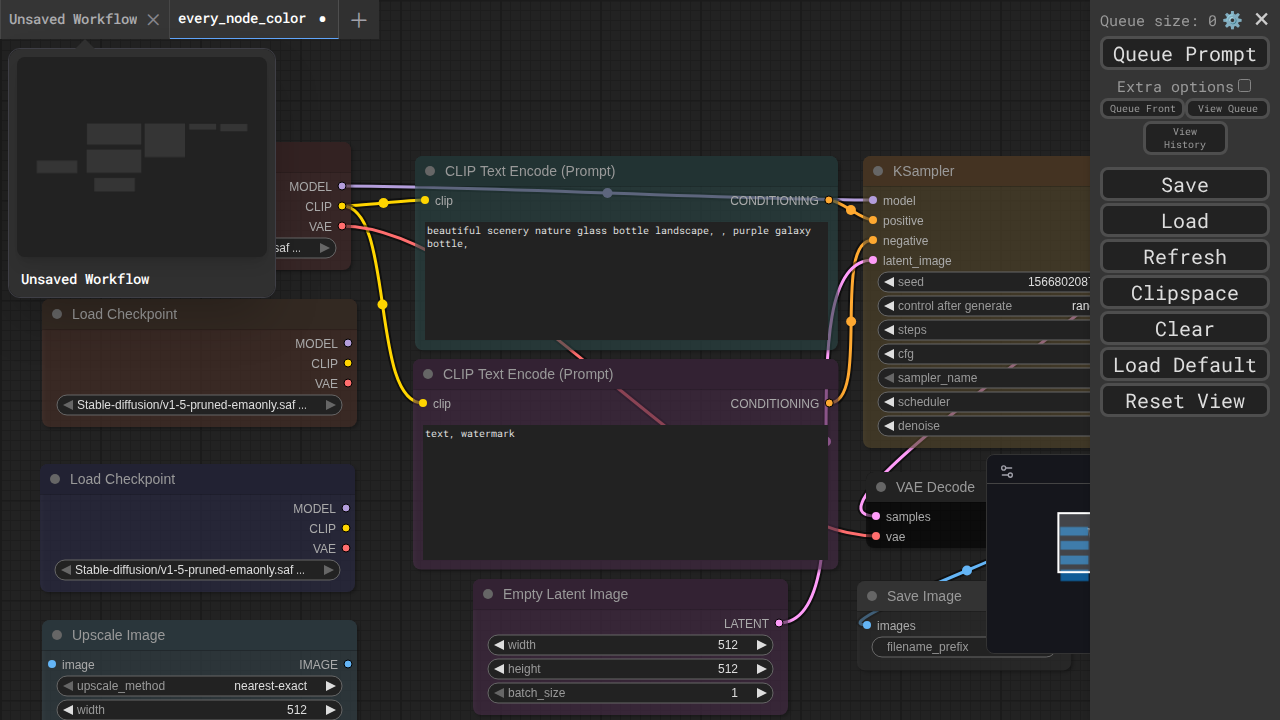 Unsaved Workflow
every_node_color
Unsaved Workflow
MODEL
CLIP
VAE
saf ...
Load Checkpoint
MODEL
CLIP
VAE
Stable-diffusion/v1-5-pruned-emaonly.saf ...
Load Checkpoint
MODEL
CLIP
VAE
Stable-diffusion/v1-5-pruned-emaonly.saf ...
Upscale Image
image IMAGE
upscale_method nearest-exact
width 512
CLIP Text Encode (Prompt)
clip CONDITIONING
beautiful scenery nature glass bottle landscape, , purple galaxy
bottle,
CLIP Text Encode (Prompt)
clip CONDITIONING
text, watermark
Empty Latent Image
LATENT
width 512
height 512
batch_size 1
KSampler
model
positive
negative
latent_image
seed 156680208
control after generate ran
steps
cfg
sampler_name
scheduler
denoise
VAE Decode
samples
vae
Save Image
images
filename_prefix
Queue size: 0
Queue Prompt
Extra options
Queue Front View Queue
View
History
Save
Load
Refresh
Clipspace
Clear
Load Default
Reset View